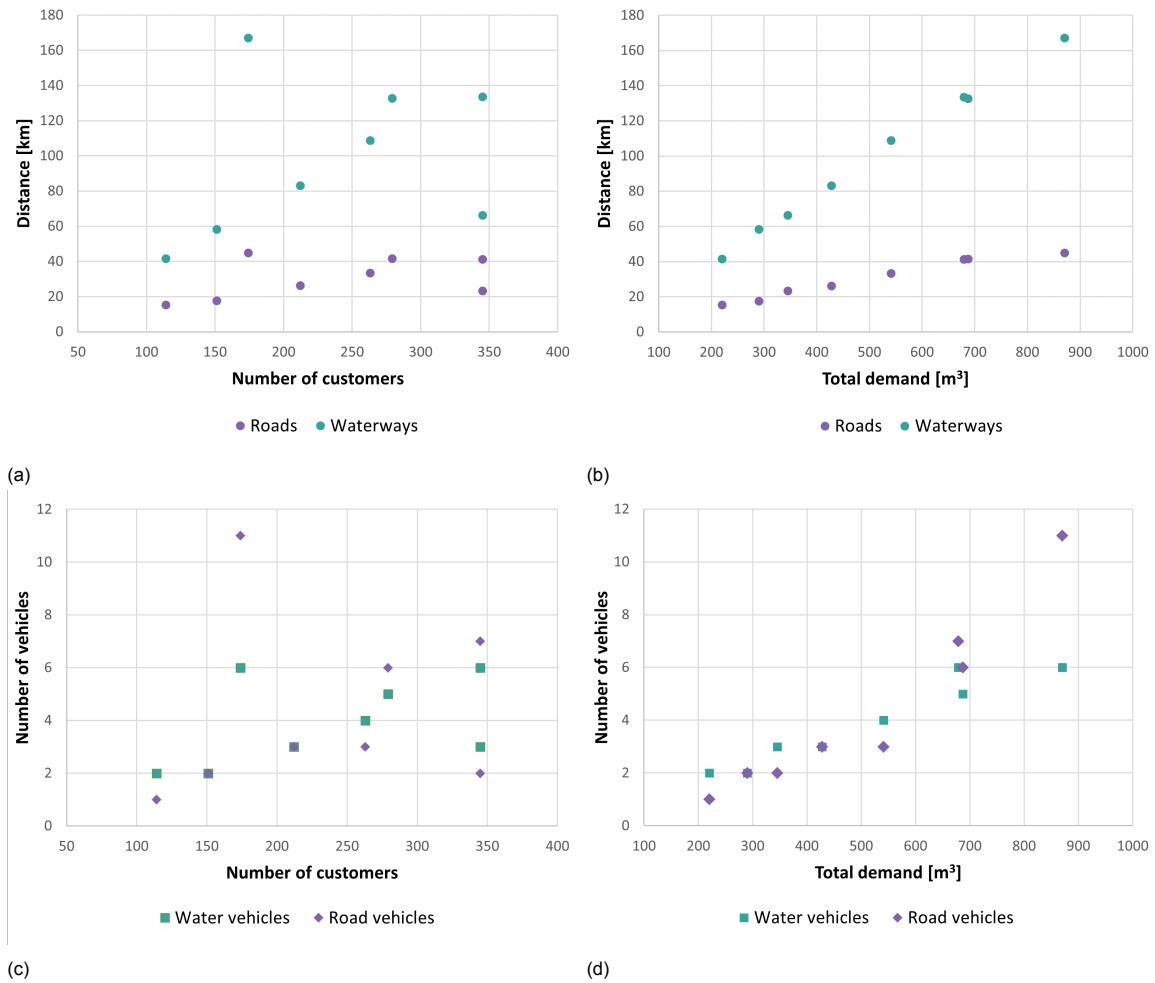 180
160
140
120
100
80
60
40
20
0
Distance [km]
50 100 150 200 250 300 350 400
Number of customers
Roads Waterways
(a)
180
160
140
120
100
80
60
40
20
0
Distance [km]
100 200 300 400 500 600 700 800 900 1000
Total demand [m³]
Roads Waterways
(b)
12
10
8
6
4
2
0
Number of vehicles
50 100 150 200 250 300 350 400
Number of customers
Water vehicles Road vehicles
(c)
12
10
8
6
4
2
0
Number of vehicles
100 200 300 400 500 600 700 800 900 1000
Total demand [m³]
Water vehicles Road vehicles
(d)